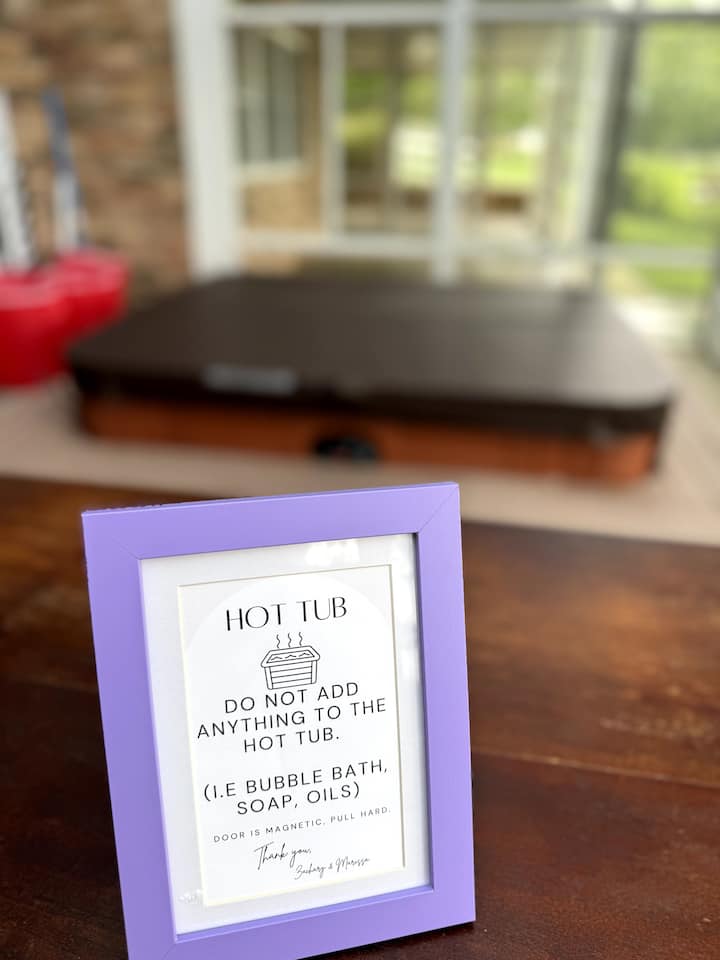 HOT TUB
DO NOT ADD
ANYTHING TO THE
HOT TUB.
(I.E BUBBLE BATH,
SOAP, OILS)
DOOR IS MAGNETIC, PULL HARD.
Thank you,
Zachary & Marissa